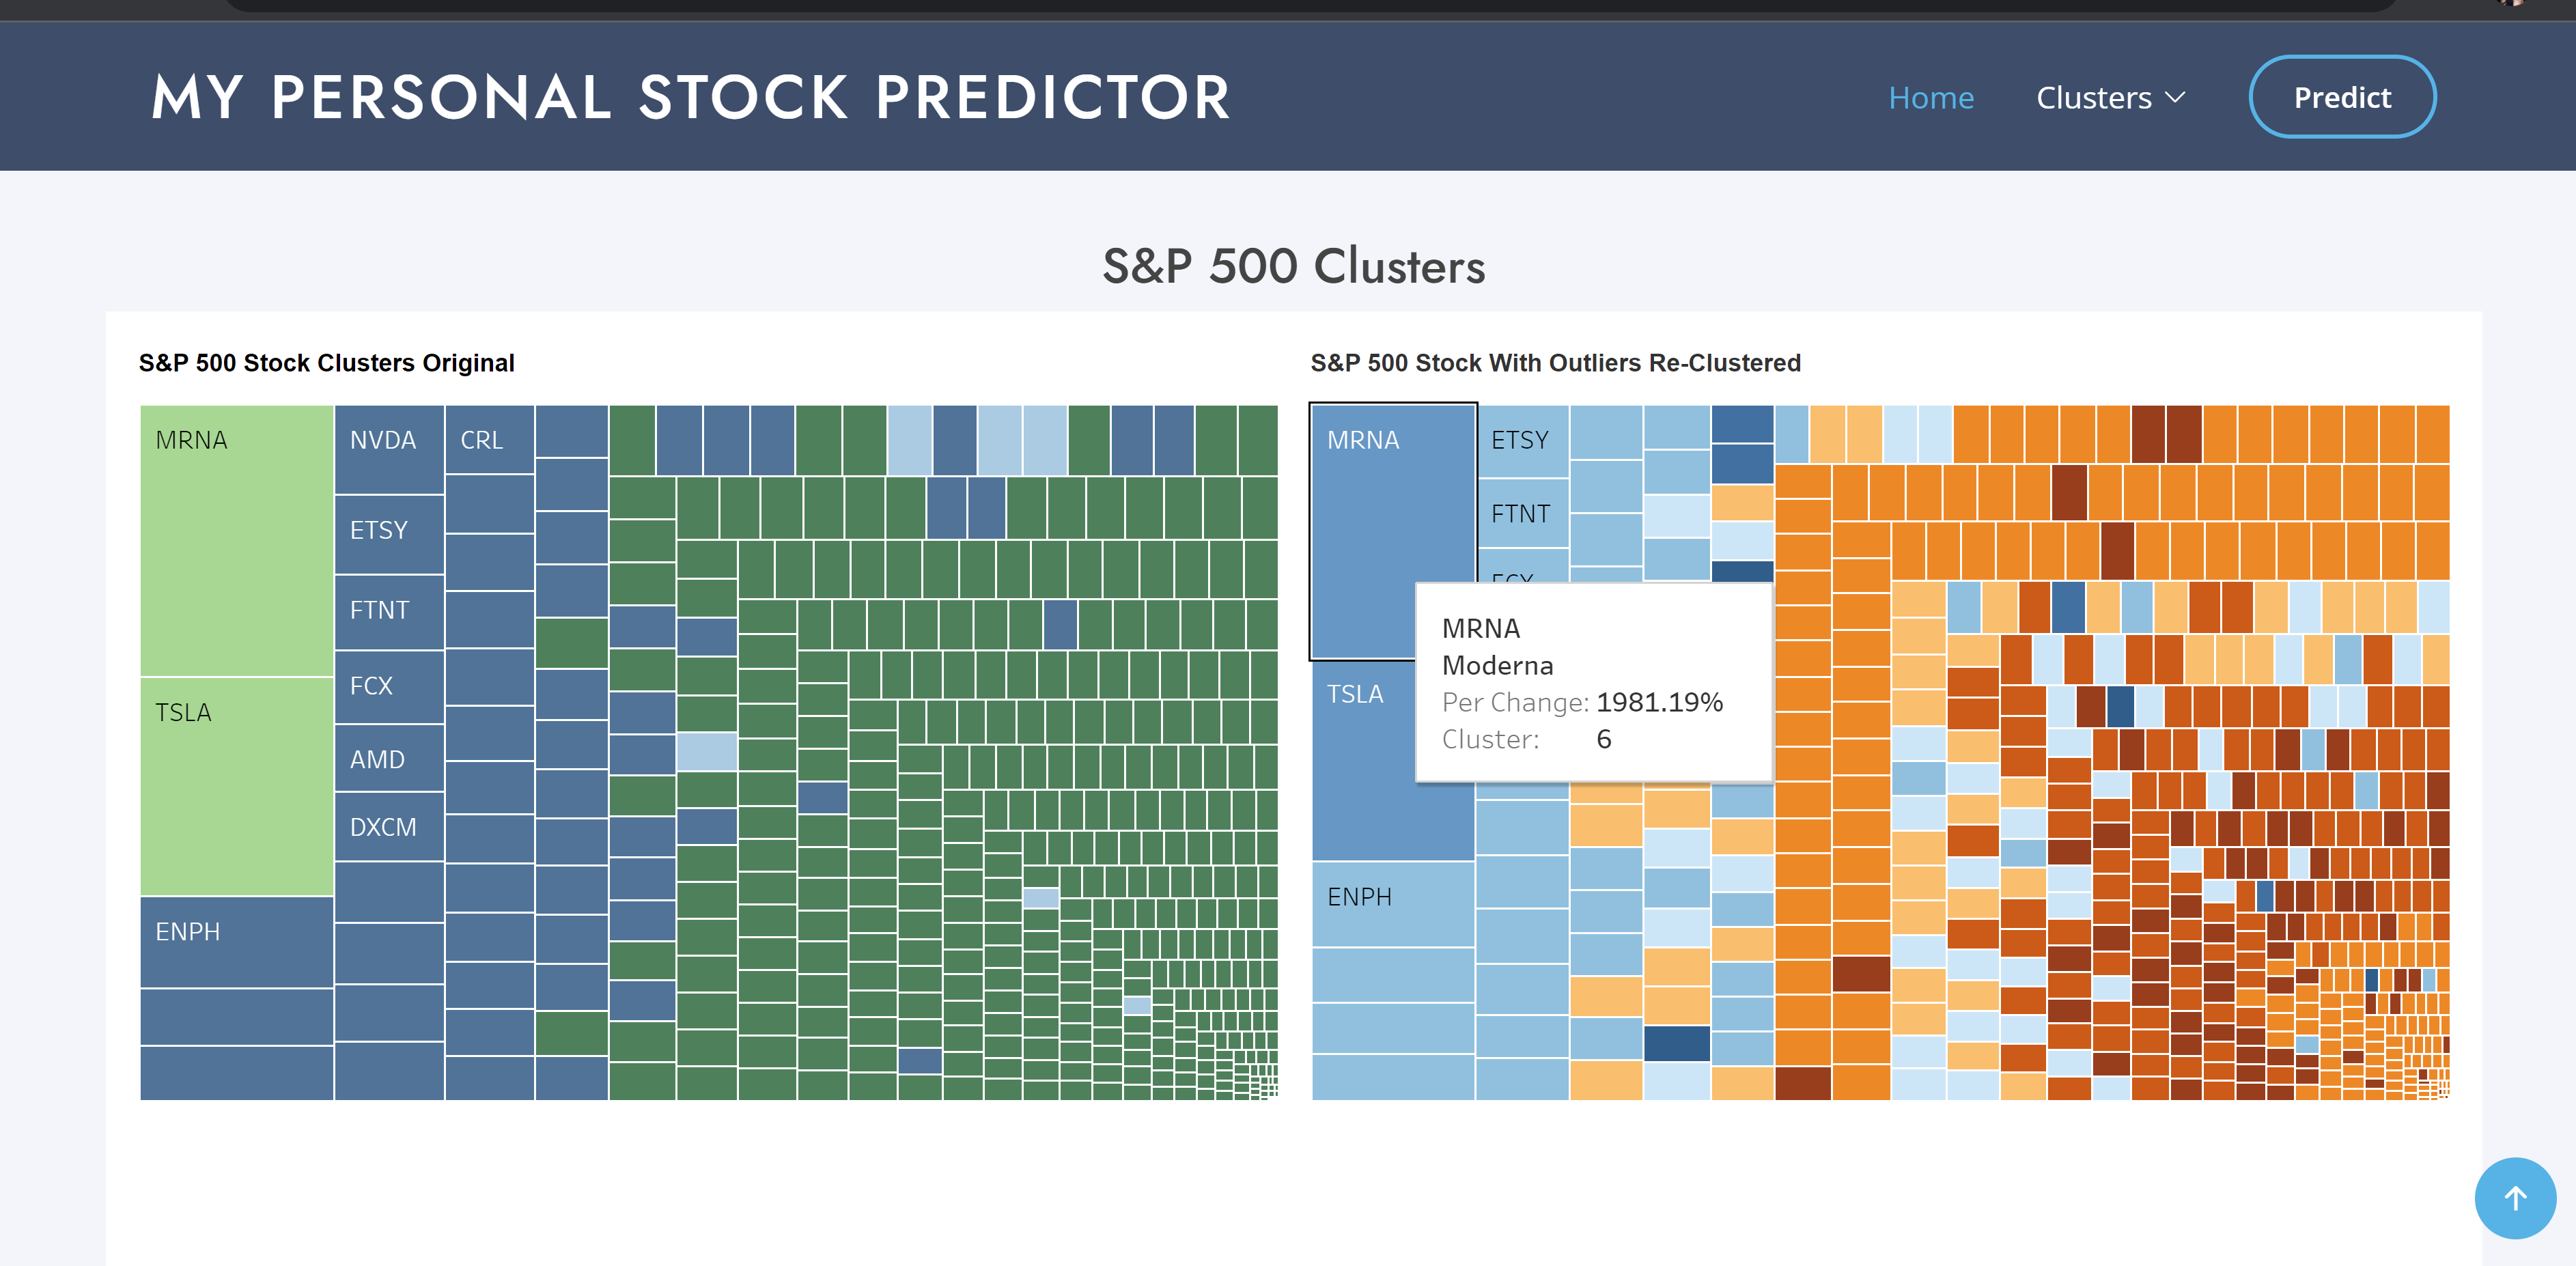 MY PERSONAL STOCK PREDICTOR
Home
Clusters
Predict
S&P 500 Clusters
S&P 500 Stock Clusters Original
MRNA
NVDA
CRL
ETSY
FTNT
FCX
TSLA
AMD
DXCM
ENPH
S&P 500 Stock With Outliers Re-Clustered
MRNA
ETSY
FTNT
FCX
TSLA
ENPH
MRNA
Moderna
Per Change: 1981.19%
Cluster: 6